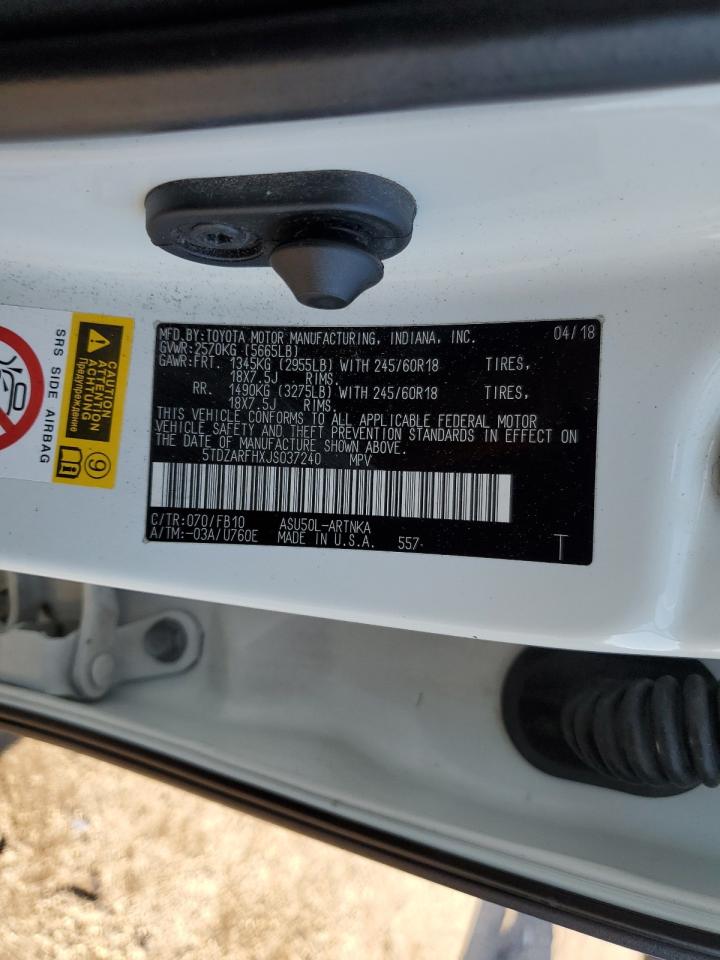 MFD.BY:TOYOTA MOTOR MANUFACTURING, INDIANA, INC. 04/18
GVWR:2570KG (5665LB)
GAWR:FRT. 1345KG (2955LB) WITH 245/60R18 TIRES,
18X7.5J RIMS.
RR. 1490KG (3275LB) WITH 245/60R18 TIRES,
18X7.5J RIMS.
THIS VEHICLE CONFORMS TO ALL APPLICABLE FEDERAL MOTOR
VEHICLE SAFETY AND THEFT PREVENTION STANDARDS IN EFFECT
ON THE DATE OF MANUFACTURE SHOWN ABOVE.
5TDZARFHXJS037240 MPV
C/TR:070/FB10 ASU50L-ARTNKA
A/TM:-03A/U760E MADE IN U.S.A. 557- T
SRS SIDE AIRBAG
CAUTION
ATTENTION
Предупреждение
9